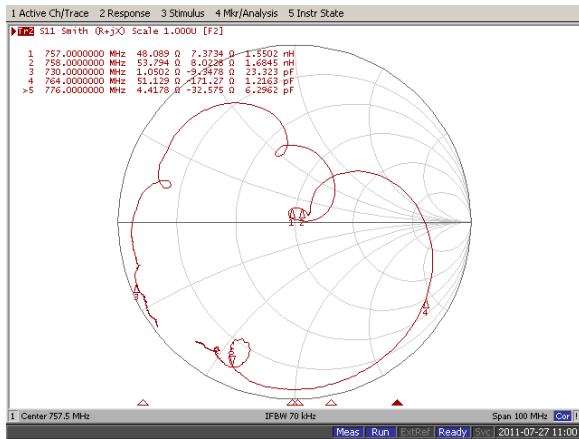 1 Active Ch/Trace 2 Response 3 Stimulus 4 Mkr/Analysis 5 Instr State
Tr2 S11 Smith (R+jX) Scale 1.000U [F2]
1 757.0000000 MHz 48.089 Ω 7.3734 Ω 1.5502 nH
2 758.0000000 MHz 53.794 Ω 8.0228 Ω 1.6845 nH
3 730.0000000 MHz 1.0502 Ω -9.3478 Ω 23.323 pF
4 764.0000000 MHz 51.129 Ω -171.27 Ω 1.2163 pF
>5 776.0000000 MHz 4.4178 Ω -32.575 Ω 6.2962 pF
1 2
3
4
1 Center 757.5 MHz IFBW 70 kHz Span 100 MHz Cor !
Meas Run ExtRef Ready Svc 2011-07-27 11:00